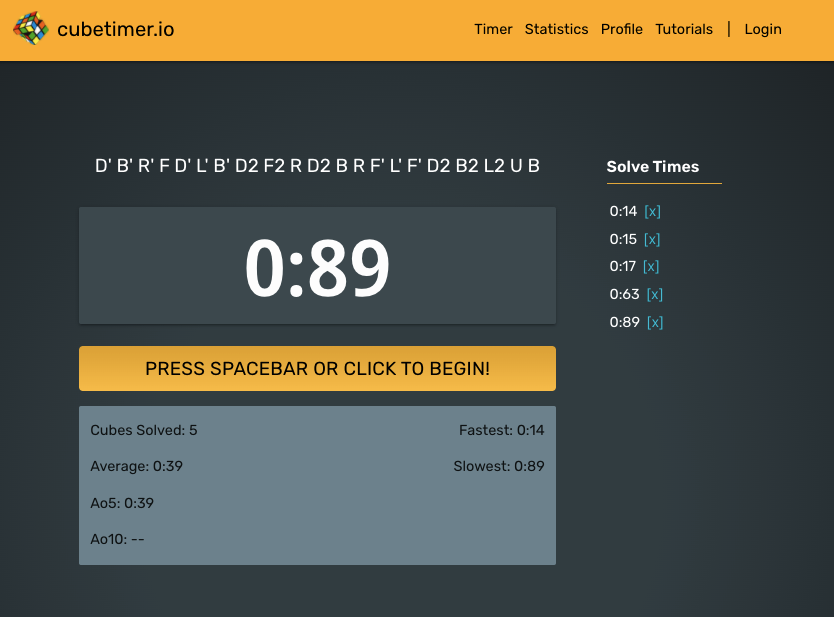 cubetimer.io
Timer Statistics Profile Tutorials | Login
D' B' R' F D' L' B' D2 F2 R D2 B R F' L' F' D2 B2 L2 U B
0:89
PRESS SPACEBAR OR CLICK TO BEGIN!
Cubes Solved: 5
Fastest: 0:14
Average: 0:39
Slowest: 0:89
Ao5: 0:39
Ao10: --
Solve Times
0:14 [x]
0:15 [x]
0:17 [x]
0:63 [x]
0:89 [x]